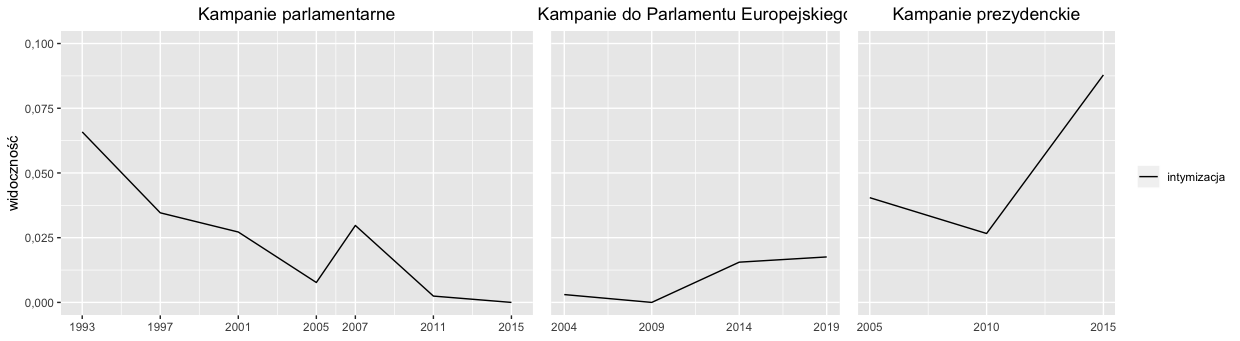 Kampanie parlamentarne
Kampanie do Parlamentu Europejskiego
Kampanie prezydenckie
widoczność
0,100
0,075
0,050
0,025
0,000
1993 1997 2001 2005 2007 2011 2015
2004 2009 2014 2019
2005 2010 2015
intymizacja